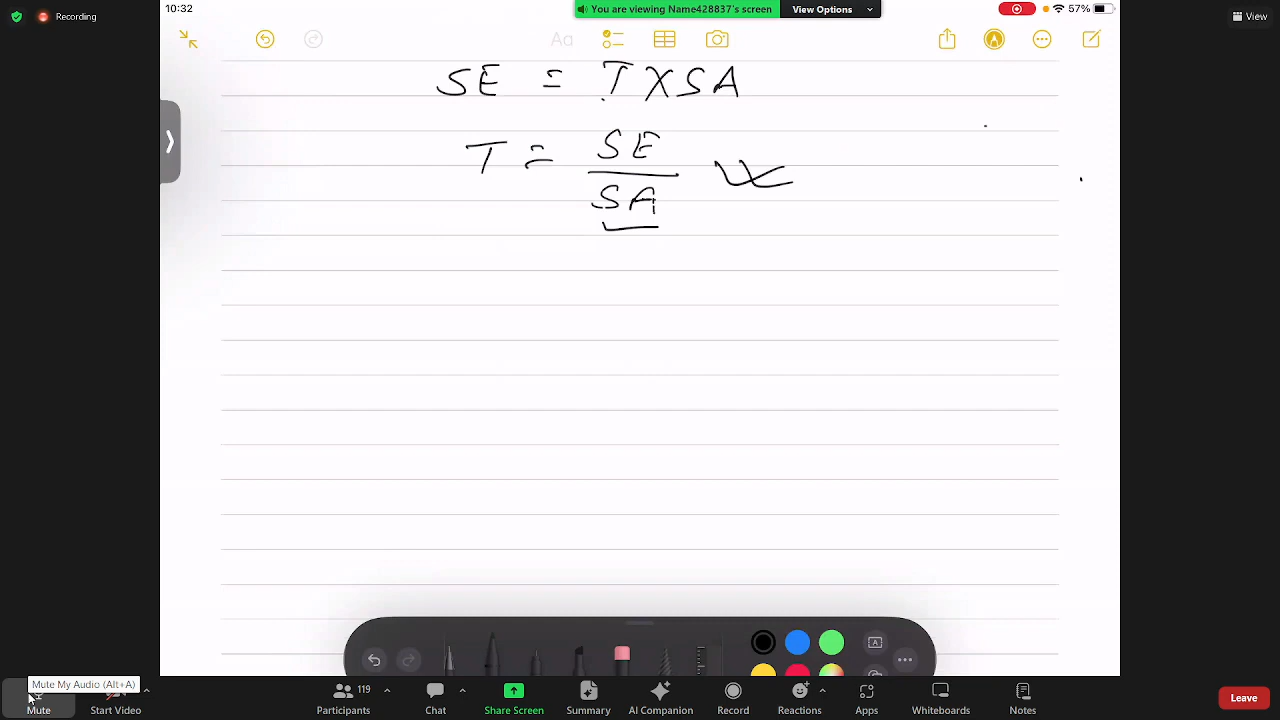 10:32
Recording
You are viewing Name428837's screen
View Options
57%
View
Aa
SE = T X SA
T = SE
SA
Mute My Audio (Alt+A)
119
Mute
Start Video
Participants
Chat
Share Screen
Summary
AI Companion
Record
Reactions
Apps
Whiteboards
Notes
Leave